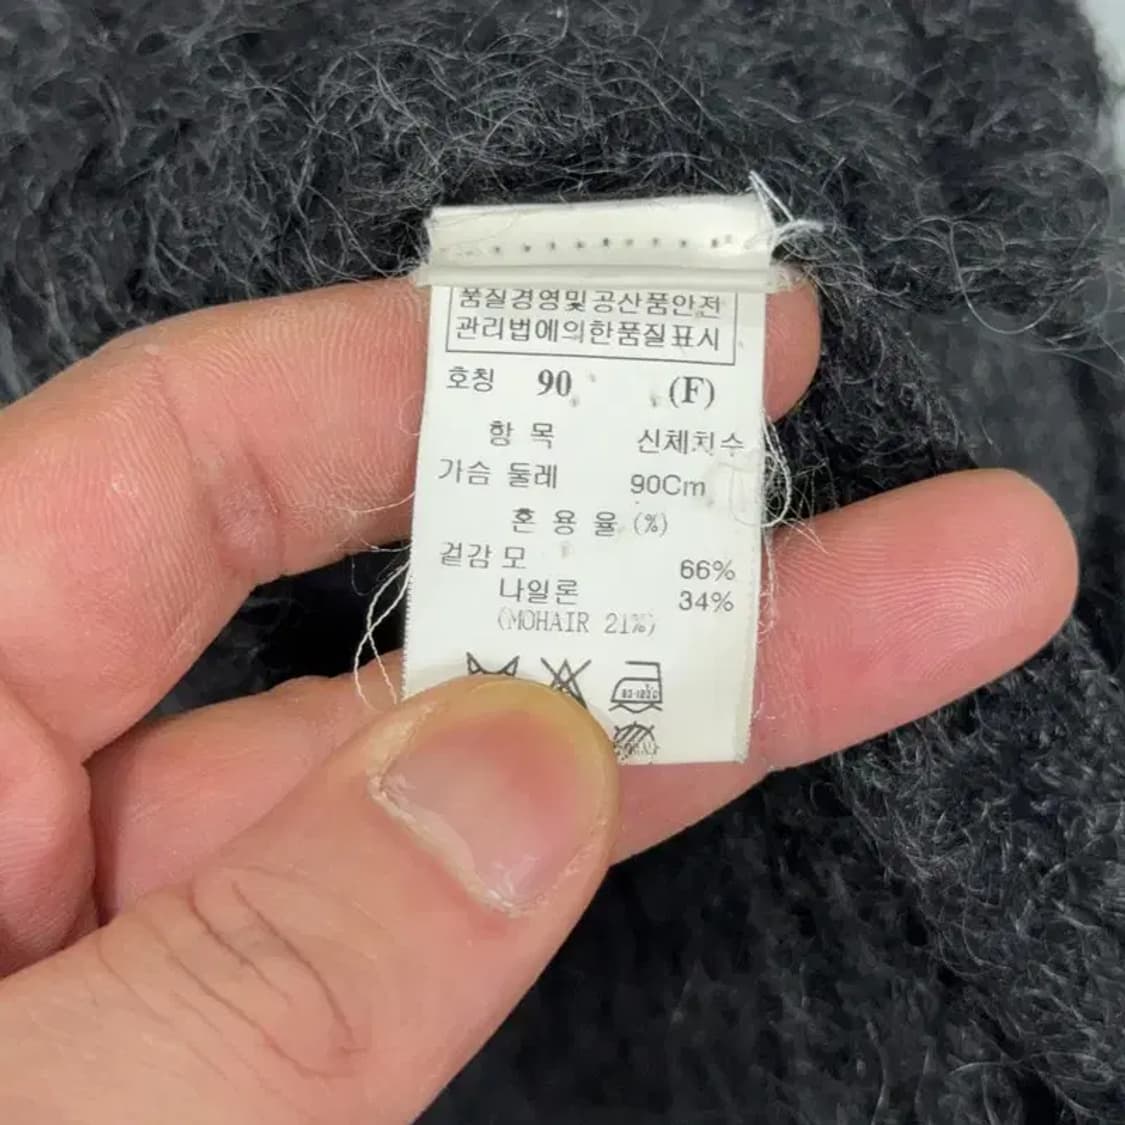 품질경영및공산품안전
관리법에의한품질표시
호칭 90 (F)
항 목 신체치수
가슴 둘레 90Cm
혼 용 율 (%)
겉감 모 66%
나일론 34%
(MOHAIR 21%)